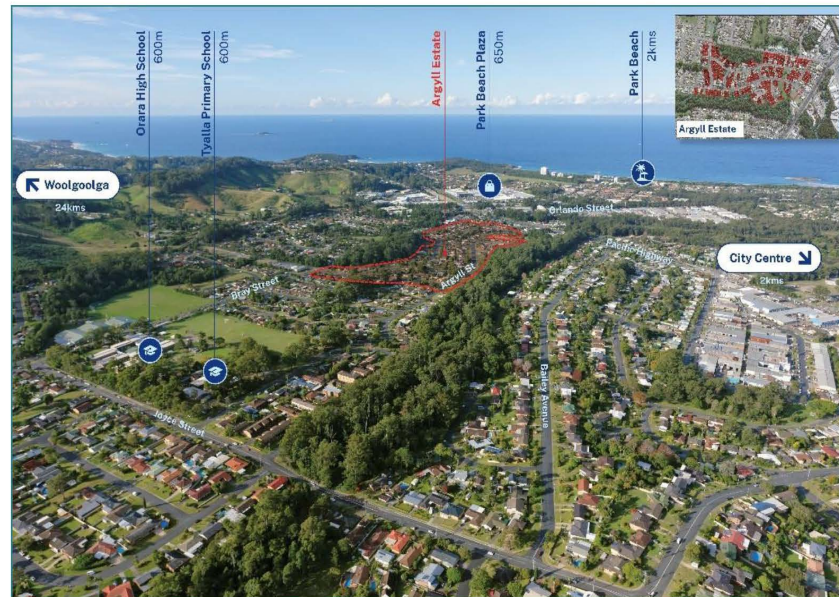 Orara High School
600m
Tyalla Primary School
600m
Argyll Estate
Park Beach Plaza
650m
Park Beach
2kms
Argyll Estate
Woolgoolga
24kms
Orlando Street
Pacific Highway
City Centre
2kms
Bray Street
Argyll St
Joyce Street
Bailey Avenue